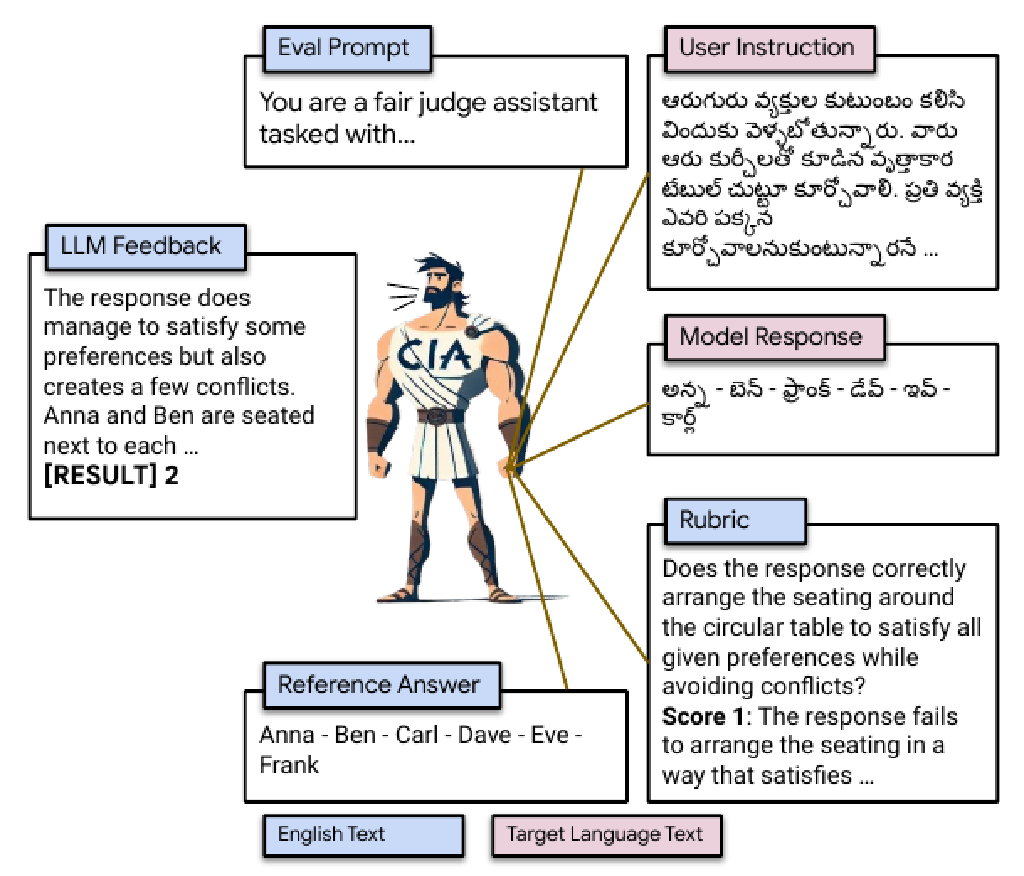 Eval Prompt
You are a fair judge assistant
tasked with...
User Instruction
ఆరుగురు వ్యక్తుల కుటుంబం కలిసి
విందుకు వెళ్ళబోతున్నారు. వారు
ఆరు కుర్చీలతో కూడిన వృత్తాకార
టేబుల్ చుట్టూ కూర్చోవాలి. ప్రతి వ్యక్తి
ఎవరి పక్కన
కూర్చోవాలనుకుంటున్నారనే ...
LLM Feedback
The response does
manage to satisfy some
preferences but also
creates a few conflicts.
Anna and Ben are seated
next to each ...
[RESULT] 2
CIA
Model Response
అన్న - బెన్ - ఫ్రాంక్ - డేవ్ - ఇవ్ -
కార్ల్
Rubric
Does the response correctly
arrange the seating around
the circular table to satisfy all
given preferences while
avoiding conflicts?
Score 1: The response fails
to arrange the seating in a
way that satisfies ...
Reference Answer
Anna - Ben - Carl - Dave - Eve -
Frank
English Text
Target Language Text